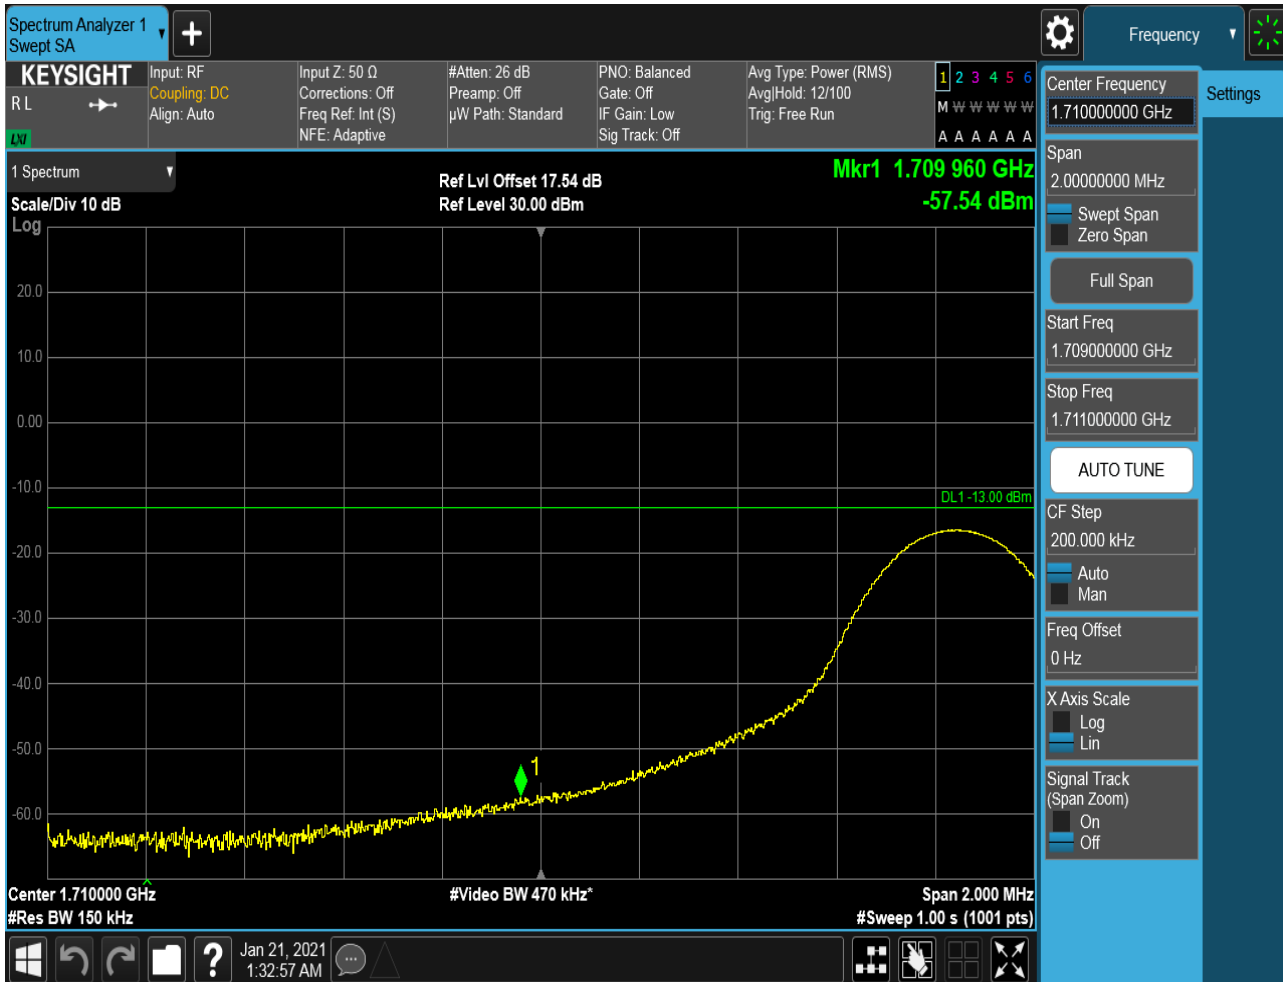 Spectrum Analyzer 1
Swept SA
Frequency
KEYSIGHT
R L
LXI
Input: RF
Coupling: DC
Align: Auto
Input Z: 50 Ω
Corrections: Off
Freq Ref: Int (S)
NFE: Adaptive
#Atten: 26 dB
Preamp: Off
µW Path: Standard
PNO: Balanced
Gate: Off
IF Gain: Low
Sig Track: Off
Avg Type: Power (RMS)
Avg|Hold: 12/100
Trig: Free Run
1 2 3 4 5 6
M W W W W W
A A A A A A
1 Spectrum
Scale/Div 10 dB
Log
Ref Lvl Offset 17.54 dB
Ref Level 30.00 dBm
Mkr1 1.709 960 GHz
-57.54 dBm
20.0
10.0
0.00
-10.0
-20.0
-30.0
-40.0
-50.0
-60.0
DL1 -13.00 dBm
1
Center 1.710000 GHz
#Res BW 150 kHz
#Video BW 470 kHz*
Span 2.000 MHz
#Sweep 1.00 s (1001 pts)
Jan 21, 2021
1:32:57 AM
Center Frequency
1.710000000 GHz
Settings
Span
2.00000000 MHz
Swept Span
Zero Span
Full Span
Start Freq
1.709000000 GHz
Stop Freq
1.711000000 GHz
AUTO TUNE
CF Step
200.000 kHz
Auto
Man
Freq Offset
0 Hz
X Axis Scale
Log
Lin
Signal Track
(Span Zoom)
On
Off